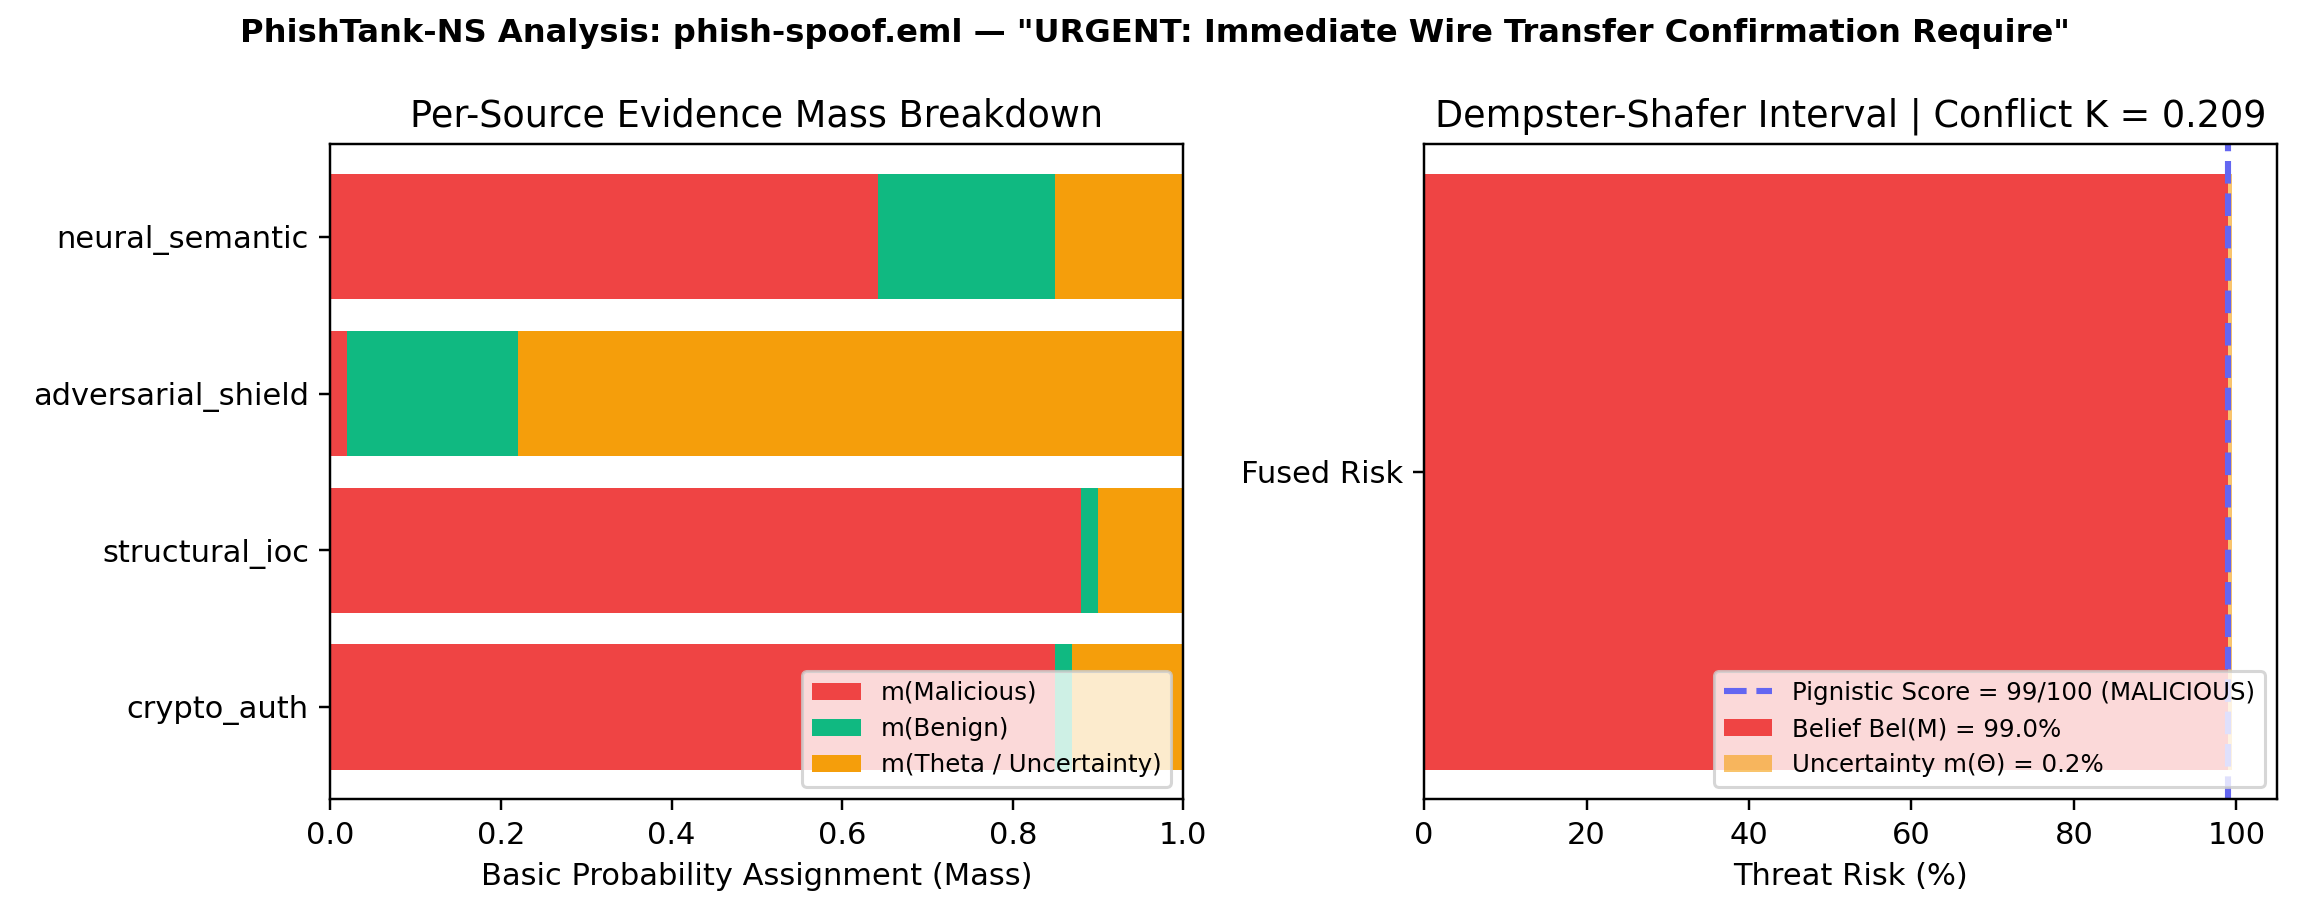 PhishTank-NS Analysis: phish-spoof.eml — "URGENT: Immediate Wire Transfer Confirmation Require"
Per-Source Evidence Mass Breakdown
neural_semantic
adversarial_shield
structural_ioc
crypto_auth
m(Malicious)
m(Benign)
m(Theta / Uncertainty)
0.0 0.2 0.4 0.6 0.8 1.0
Basic Probability Assignment (Mass)
Dempster-Shafer Interval | Conflict K = 0.209
Fused Risk
Pignistic Score = 99/100 (MALICIOUS)
Belief Bel(M) = 99.0%
Uncertainty m(Θ) = 0.2%
0 20 40 60 80 100
Threat Risk (%)